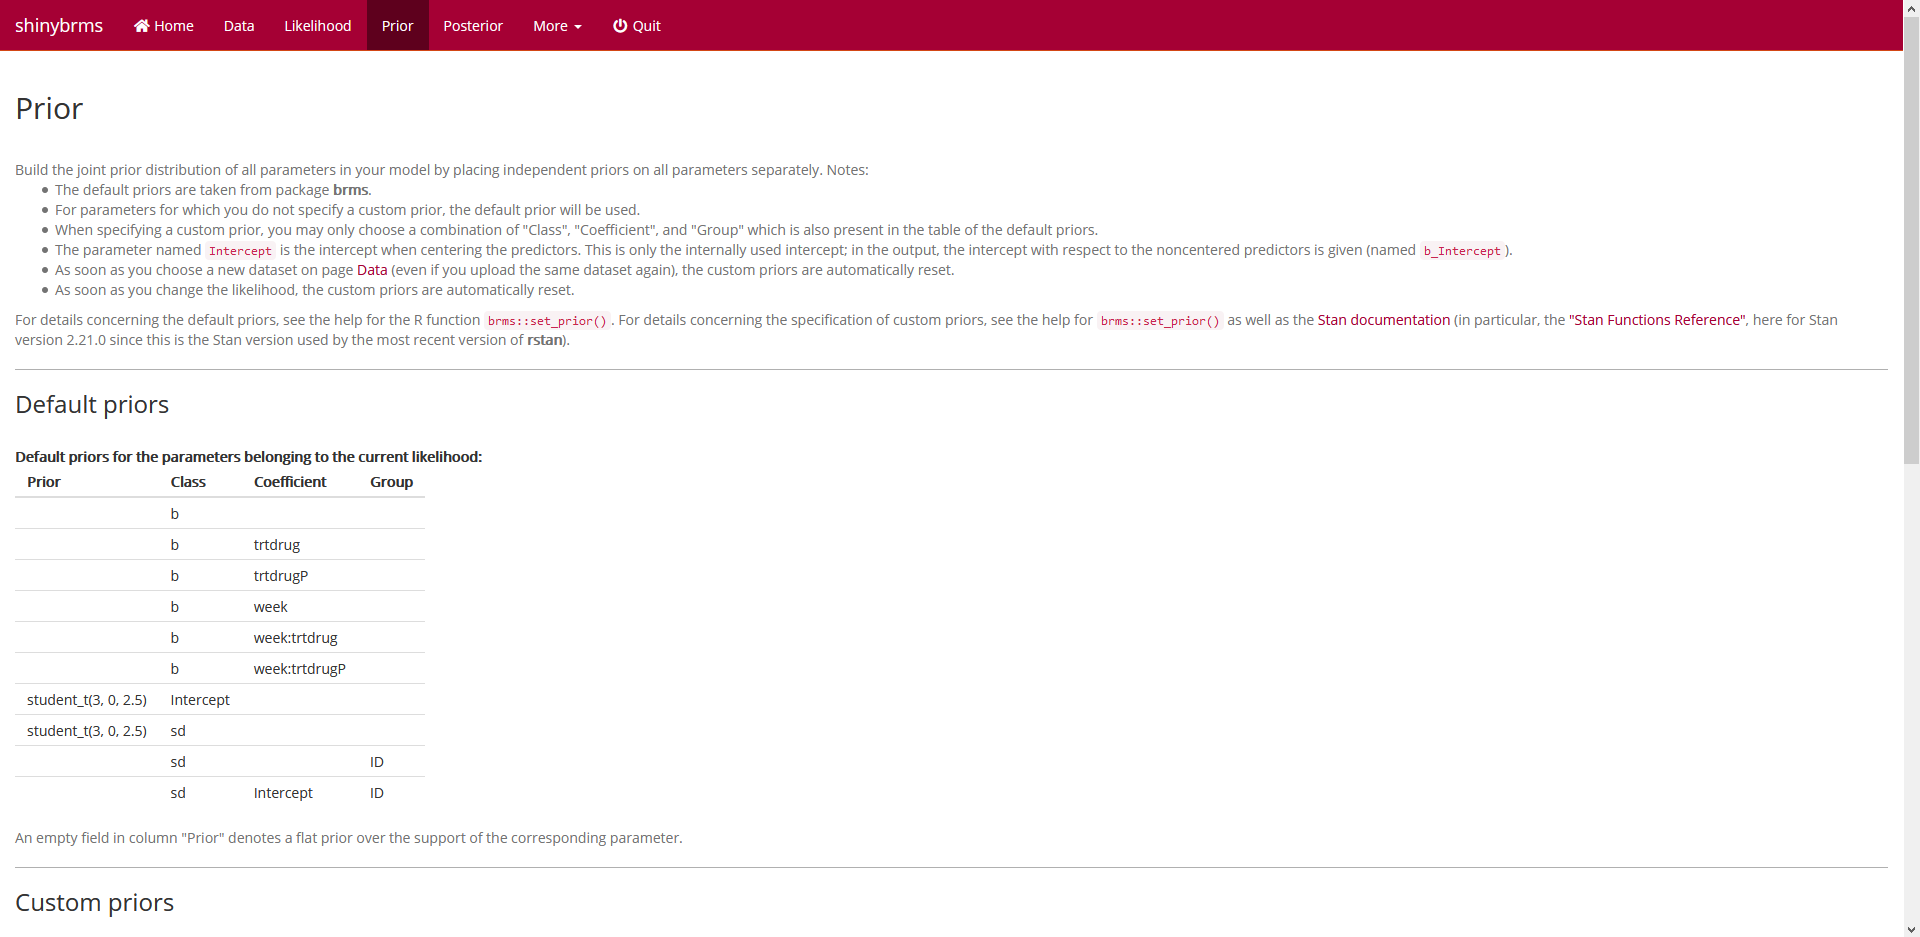 shinybrms Home Data Likelihood Prior Posterior More Quit
Prior
Build the joint prior distribution of all parameters in your model by placing independent priors on all parameters separately. Notes:
The default priors are taken from package brms.
For parameters for which you do not specify a custom prior, the default prior will be used.
When specifying a custom prior, you may only choose a combination of "Class", "Coefficient", and "Group" which is also present in the table of the default priors.
The parameter named Intercept is the intercept when centering the predictors. This is only the internally used intercept; in the output, the intercept with respect to the noncentered predictors is given (named b_Intercept).
As soon as you choose a new dataset on page Data (even if you upload the same dataset again), the custom priors are automatically reset.
As soon as you change the likelihood, the custom priors are automatically reset.
For details concerning the default priors, see the help for the R function brms::set_prior(). For details concerning the specification of custom priors, see the help for brms::set_prior() as well as the Stan documentation (in particular, the "Stan Functions Reference", here for Stan
version 2.21.0 since this is the Stan version used by the most recent version of rstan).
Default priors
Default priors for the parameters belonging to the current likelihood:
Prior Class Coefficient Group
b
b trtdrug
b trtdrugP
b week
b week:trtdrug
b week:trtdrugP
student_t(3, 0, 2.5) Intercept
student_t(3, 0, 2.5) sd
sd ID
sd Intercept ID
An empty field in column "Prior" denotes a flat prior over the support of the corresponding parameter.
Custom priors